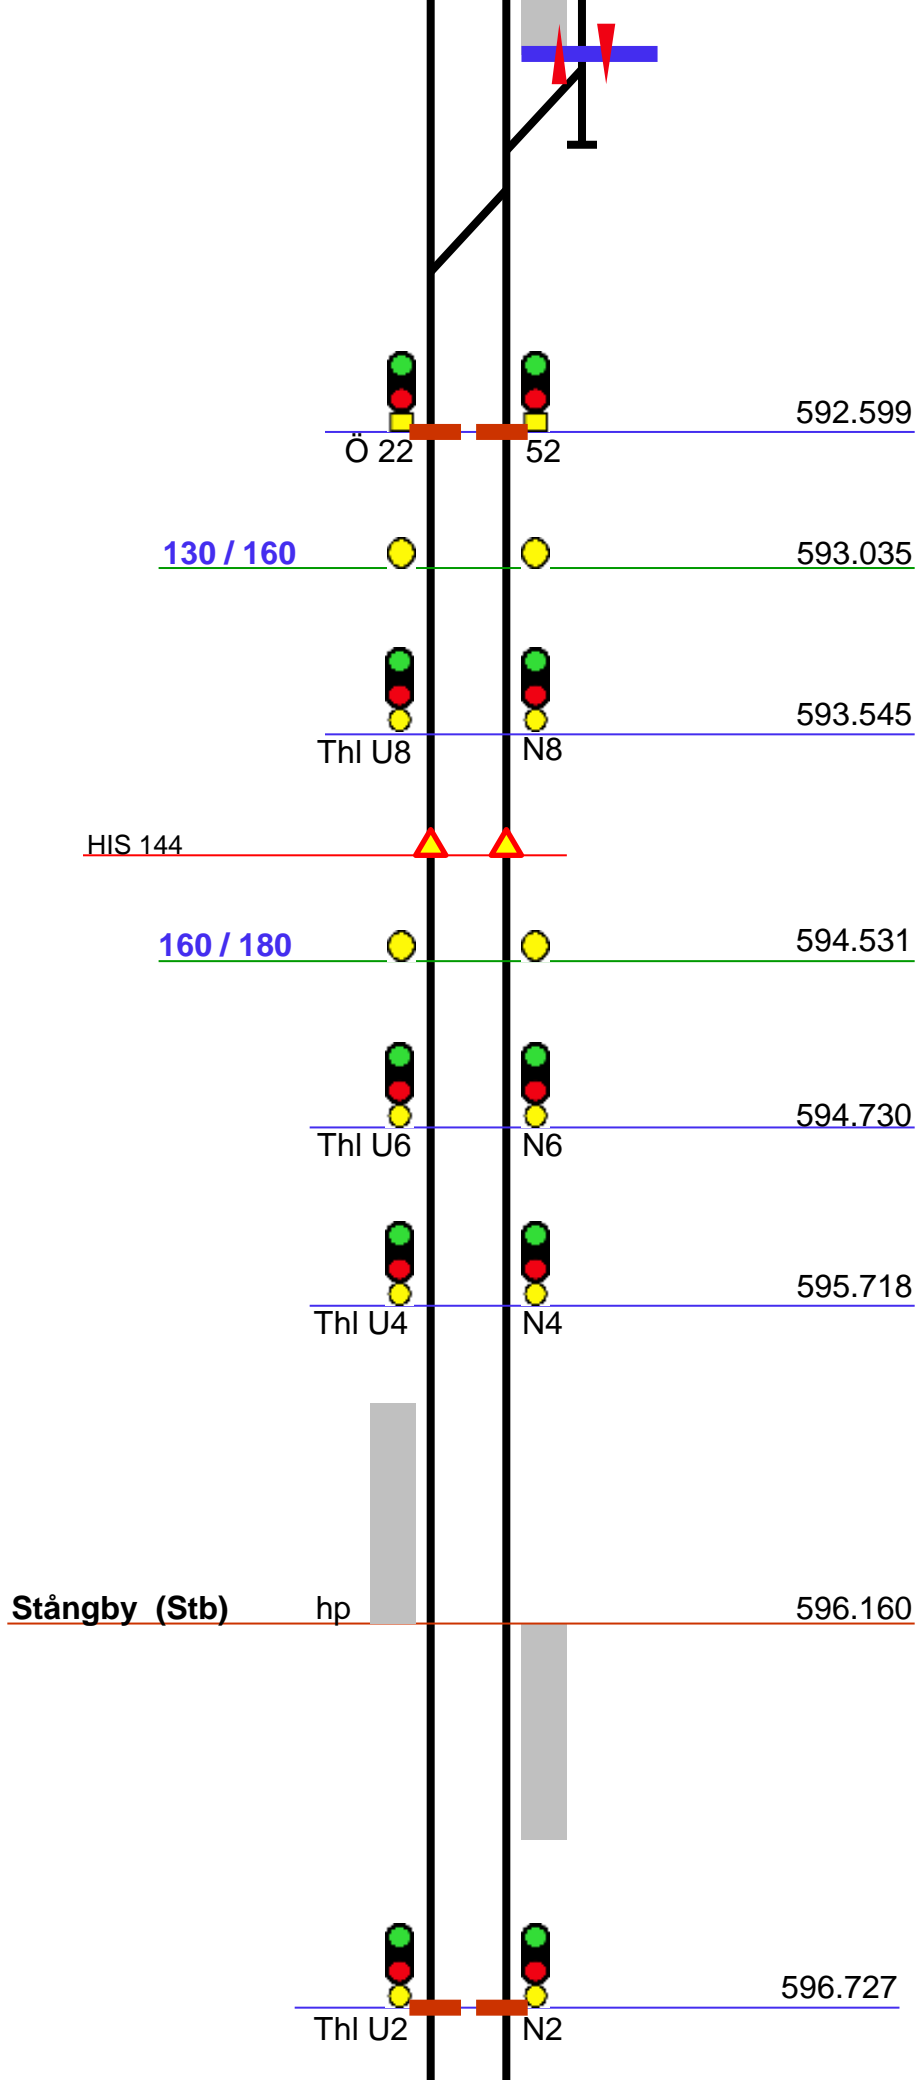 592.599
Ö 22 52
130 / 160 593.035
593.545
Thl U8 N8
HIS 144
160 / 180 594.531
594.730
Thl U6 N6
595.718
Thl U4 N4
Stångby (Stb) hp 596.160
596.727
Thl U2 N2